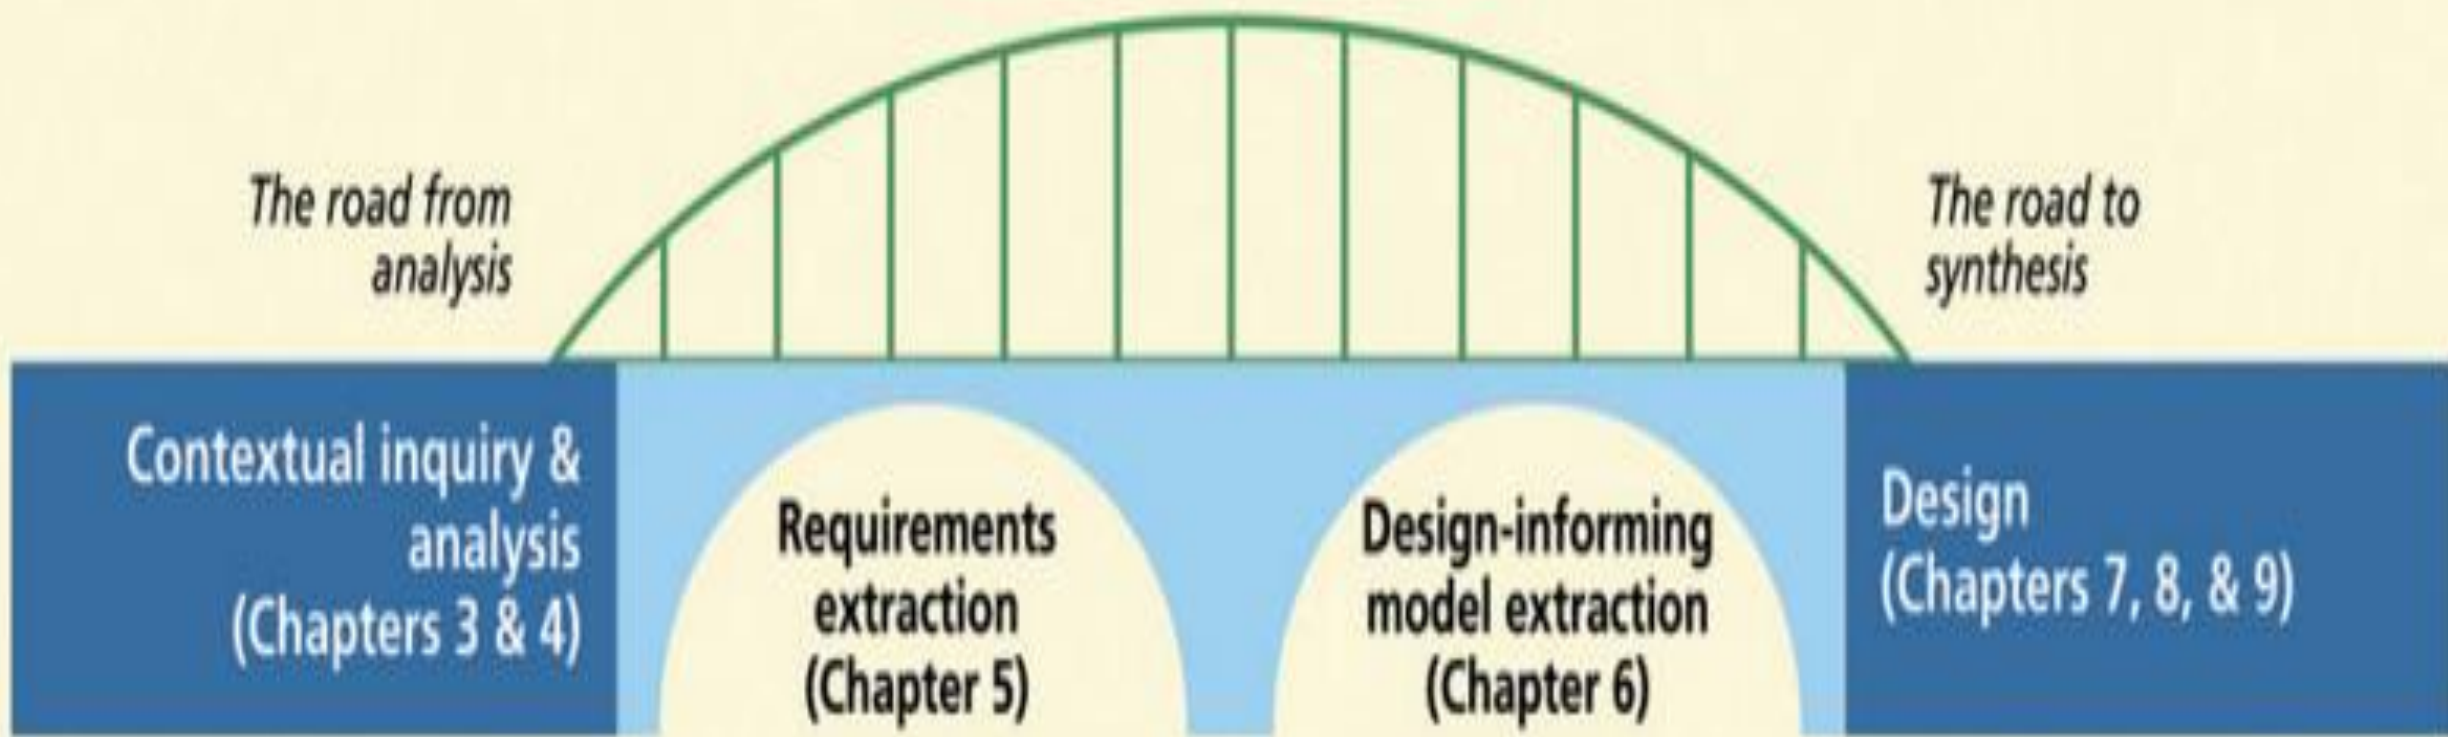 The road from
analysis
The road to
synthesis
Contextual inquiry &
analysis
(Chapters 3 & 4)
Requirements
extraction
(Chapter 5)
Design-informing
model extraction
(Chapter 6)
Design
(Chapters 7, 8, & 9)